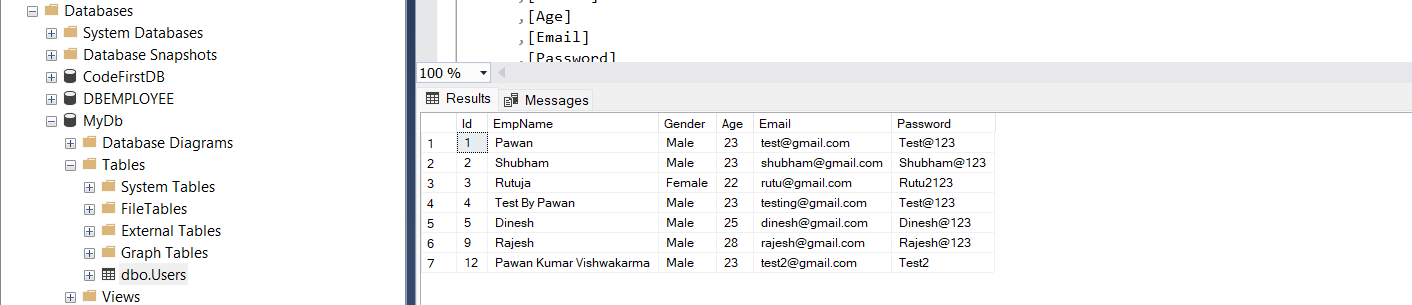 Databases
System Databases
Database Snapshots
CodeFirstDB
DBEMPLOYEE
MyDb
Database Diagrams
Tables
System Tables
FileTables
External Tables
Graph Tables
dbo.Users
Views
,[Age]
,[Email]
,[Password]
100 %
Results Messages
Id EmpName Gender Age Email Password
1 1 Pawan Male 23 test@gmail.com Test@123
2 2 Shubham Male 23 shubham@gmail.com Shubham@123
3 3 Rutuja Female 22 rutu@gmail.com Rutu2123
4 4 Test By Pawan Male 23 testing@gmail.com Test@123
5 5 Dinesh Male 25 dinesh@gmail.com Dinesh@123
6 9 Rajesh Male 28 rajesh@gmail.com Rajesh@123
7 12 Pawan Kumar Vishwakarma Male 23 test2@gmail.com Test2